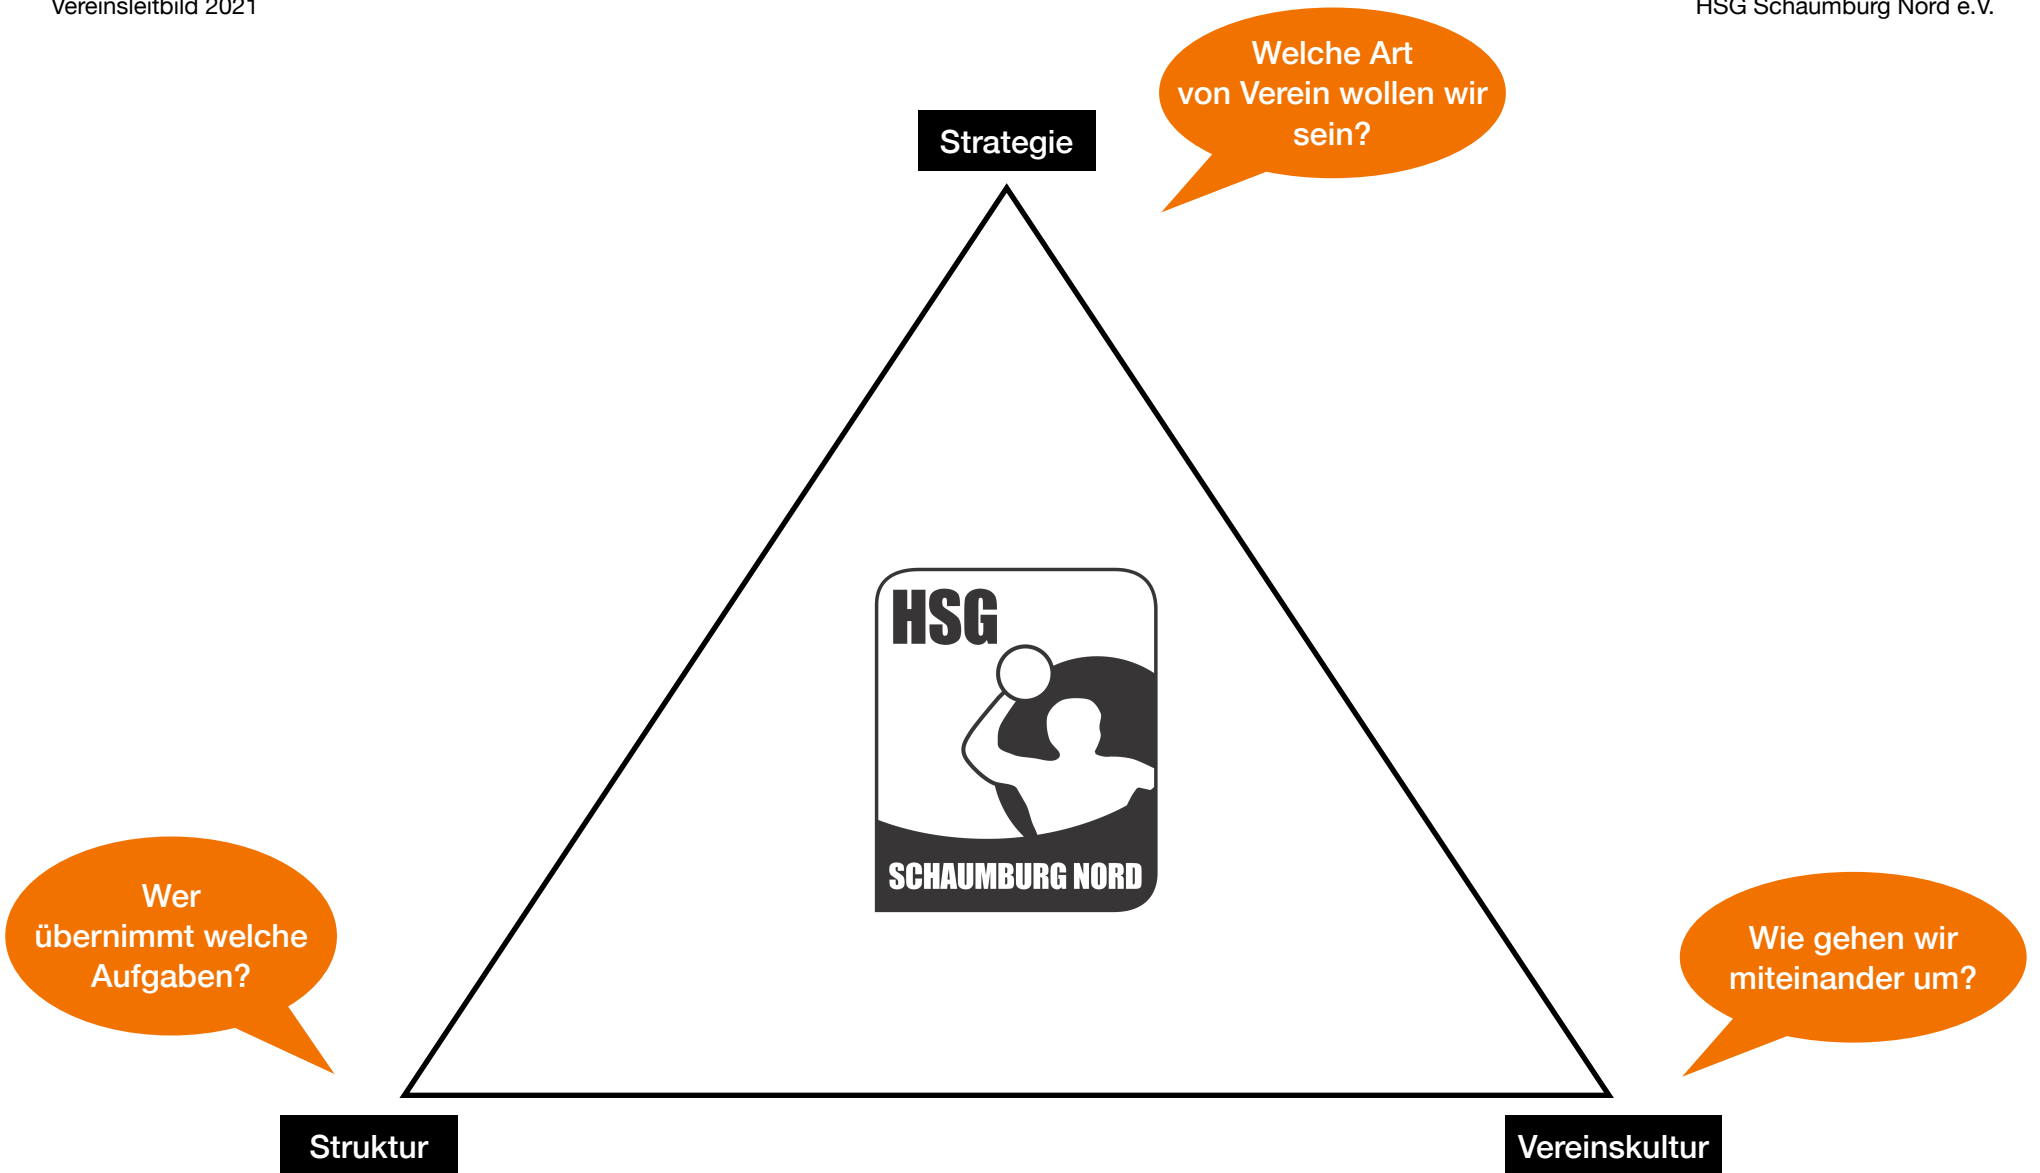 Vereinsleitbild 2021
HSG Schaumburg Nord e.V.
Welche Art
von Verein wollen wir
sein?
Strategie
HSG
SCHAUMBURG NORD
Wer
übernimmt welche
Aufgaben?
Wie gehen wir
miteinander um?
Struktur
Vereinskultur